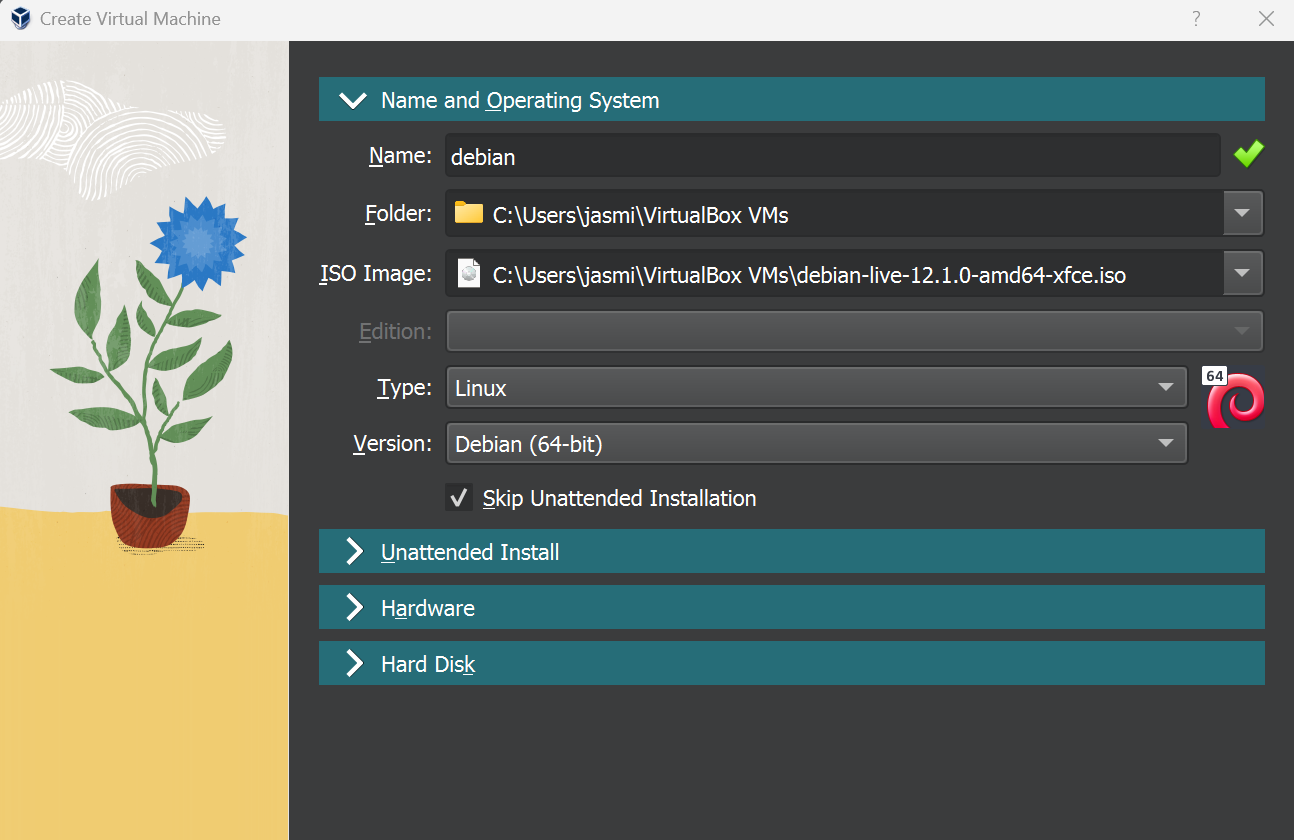 Create Virtual Machine
?
Name and Operating System
Name: debian
Folder: C:\Users\jasmi\VirtualBox VMs
ISO Image: C:\Users\jasmi\VirtualBox VMs\debian-live-12.1.0-amd64-xfce.iso
Edition:
Type: Linux
64
Version: Debian (64-bit)
Skip Unattended Installation
Unattended Install
Hardware
Hard Disk